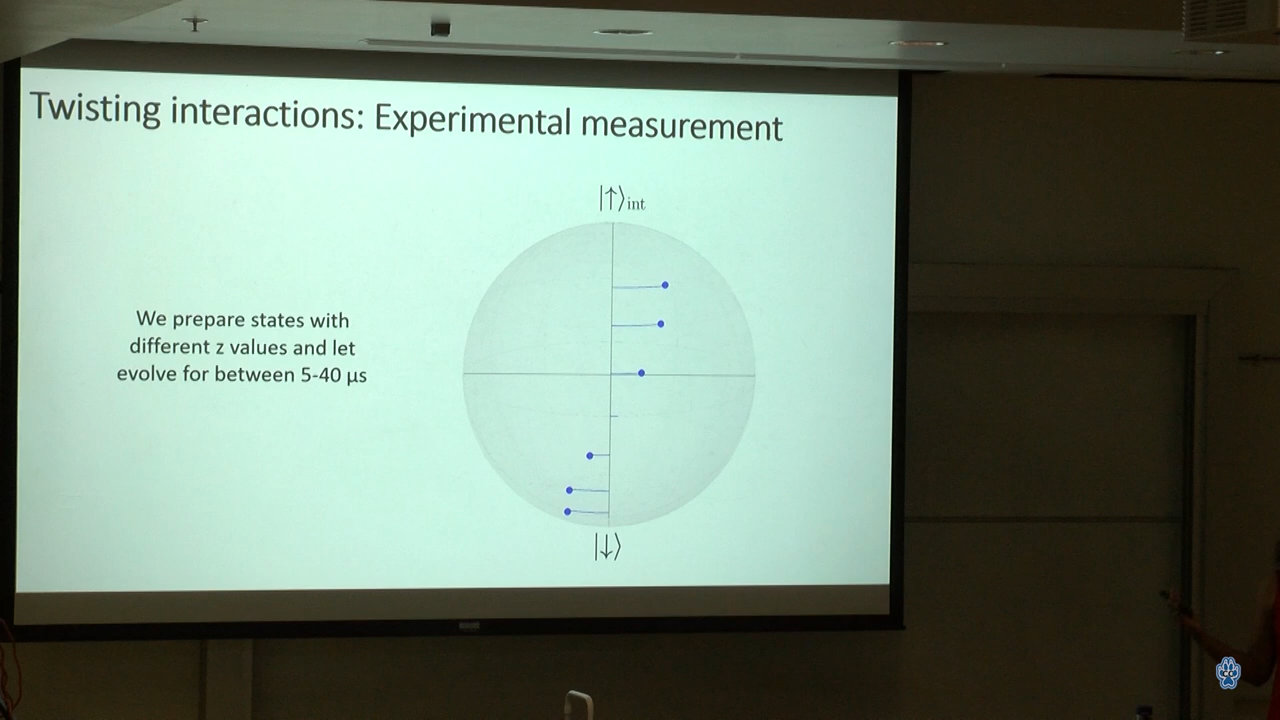 Twisting interactions: Experimental measurement
|↑⟩int
We prepare states with
different z values and let
evolve for between 5-40 μs
|↓⟩